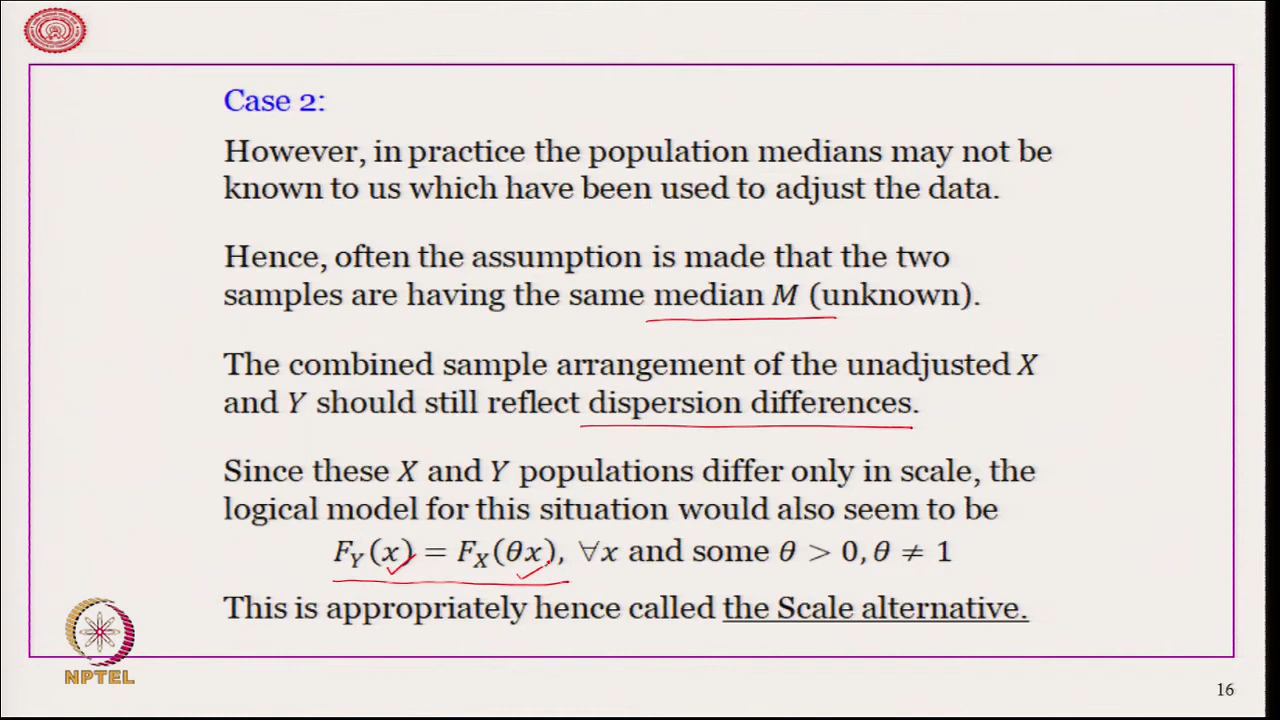 Case 2:
However, in practice the population medians may not be
known to us which have been used to adjust the data.
Hence, often the assumption is made that the two
samples are having the same median M (unknown).
The combined sample arrangement of the unadjusted X
and Y should still reflect dispersion differences.
Since these X and Y populations differ only in scale, the
logical model for this situation would also seem to be
F_Y(x) = F_X(θx), ∀x and some θ > 0, θ ≠ 1
This is appropriately hence called the Scale alternative.
NPTEL
16